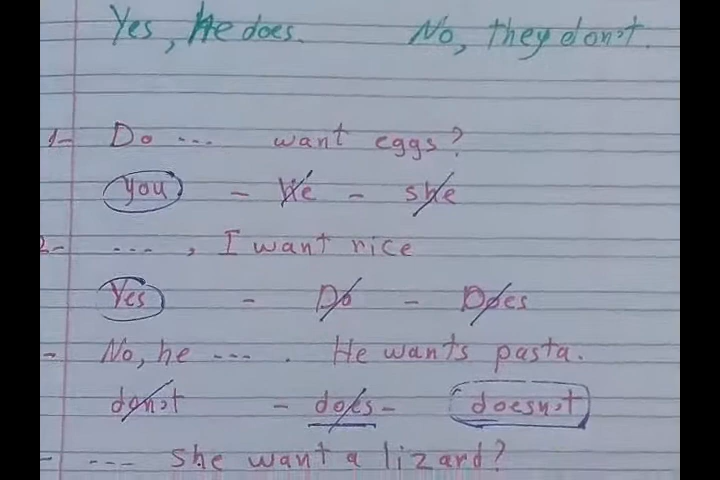 Yes, He does. No, they don't.
1- Do --- want eggs?
you - He - she
2- ---, I want rice
Yes - Do - Does
- No, he ---. He wants pasta.
don't - does - doesn't
- --- she want a lizard?